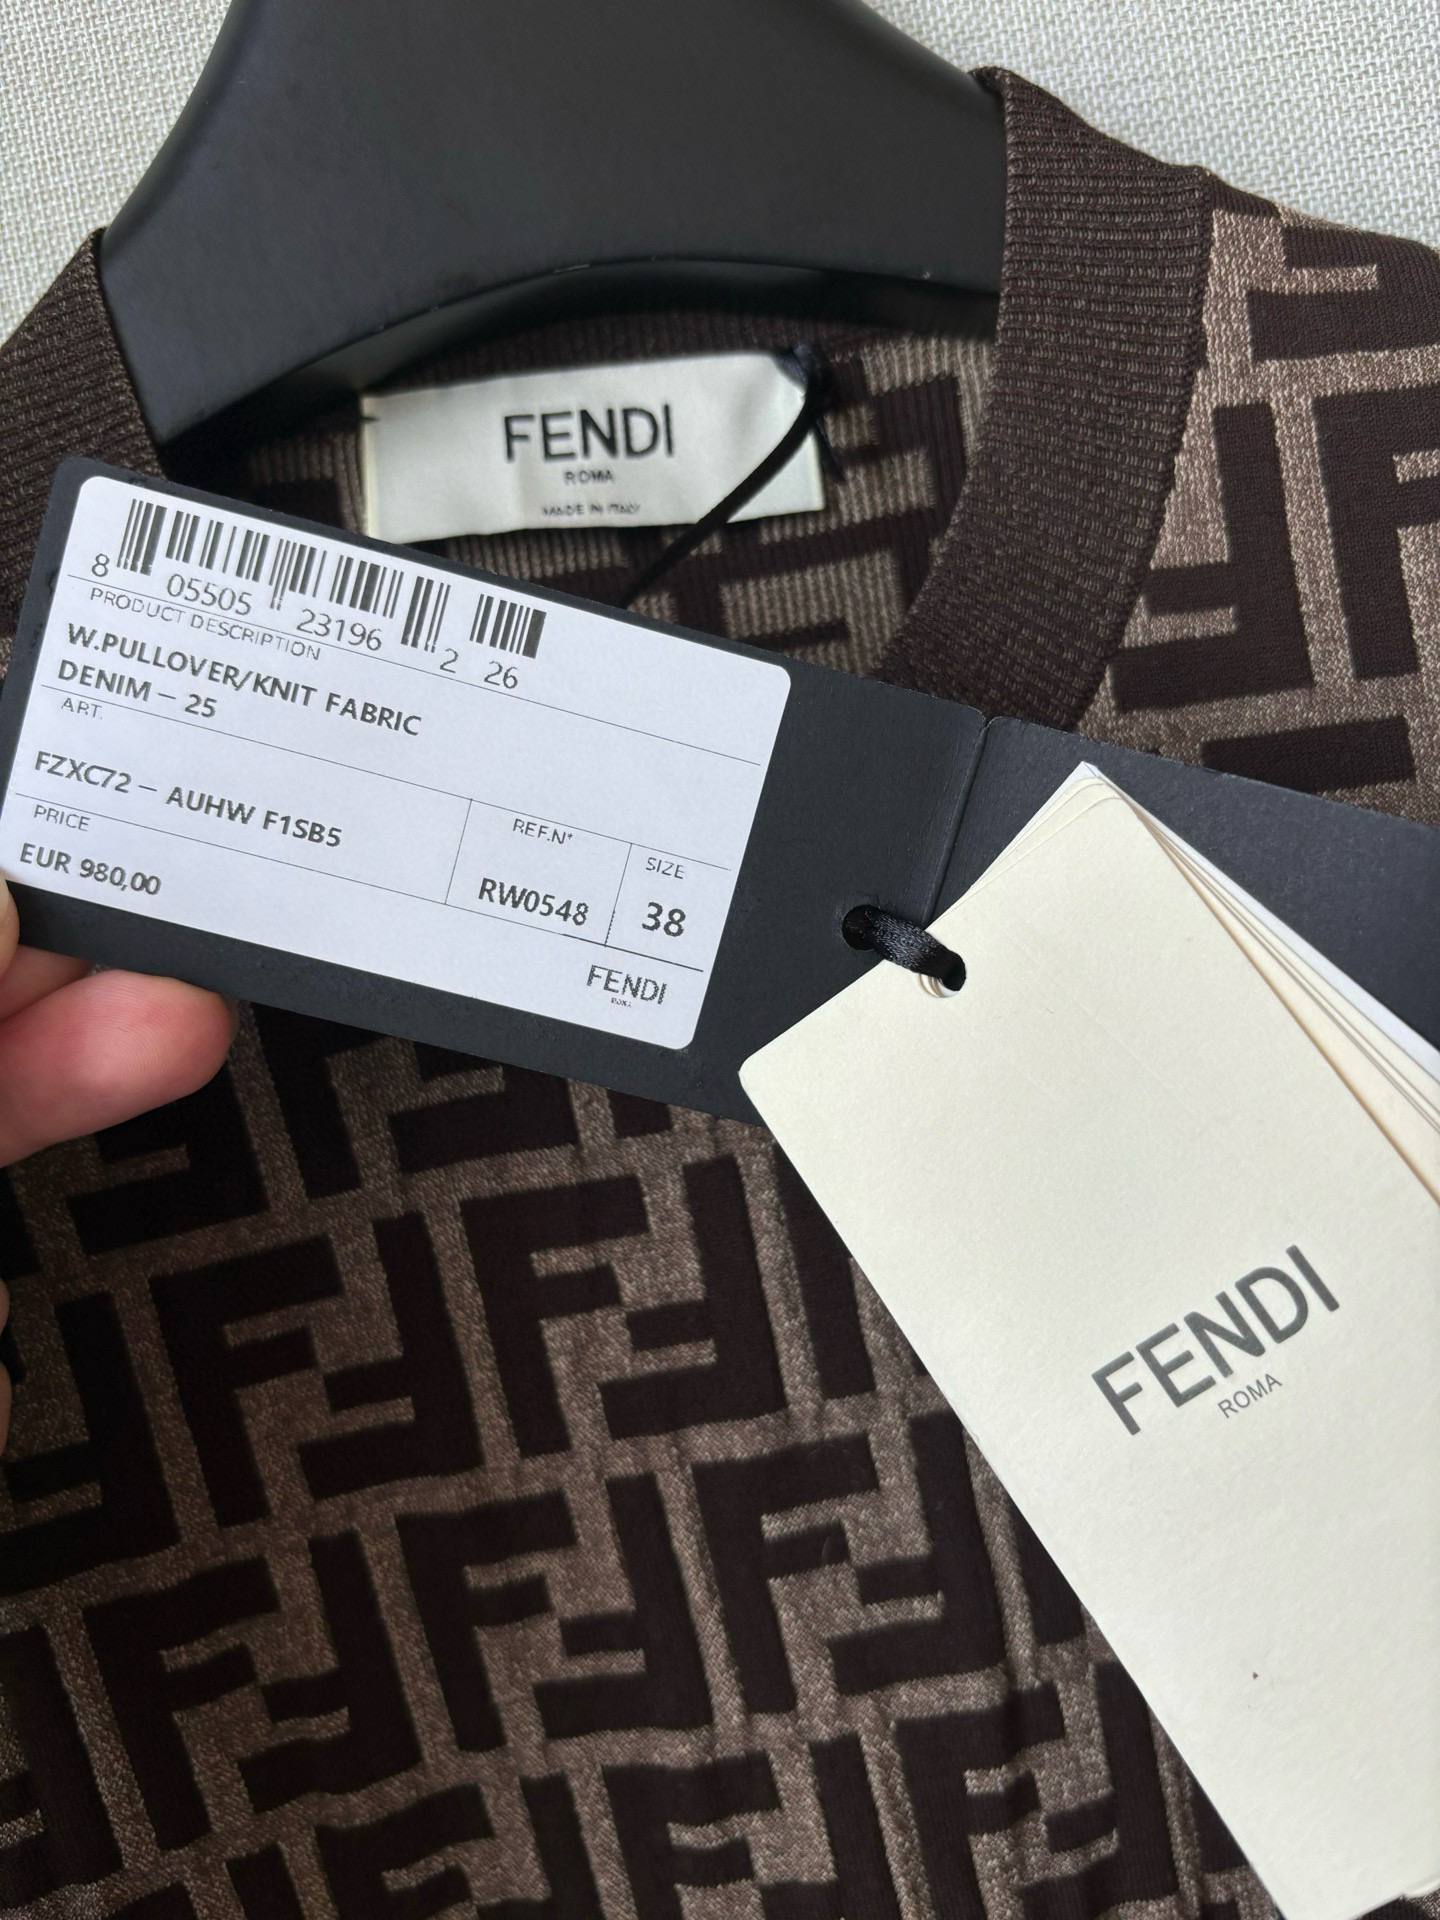 FENDI
ROMA
MADE IN ITALY
8 05505 23196 2 26
PRODUCT DESCRIPTION
W.PULLOVER/KNIT FABRIC
DENIM – 25
ART.
FZXC72 – AUHW F1SB5
PRICE
EUR 980,00
REF.N°
RW0548
SIZE
38
FENDI
ROMA
FENDI
ROMA